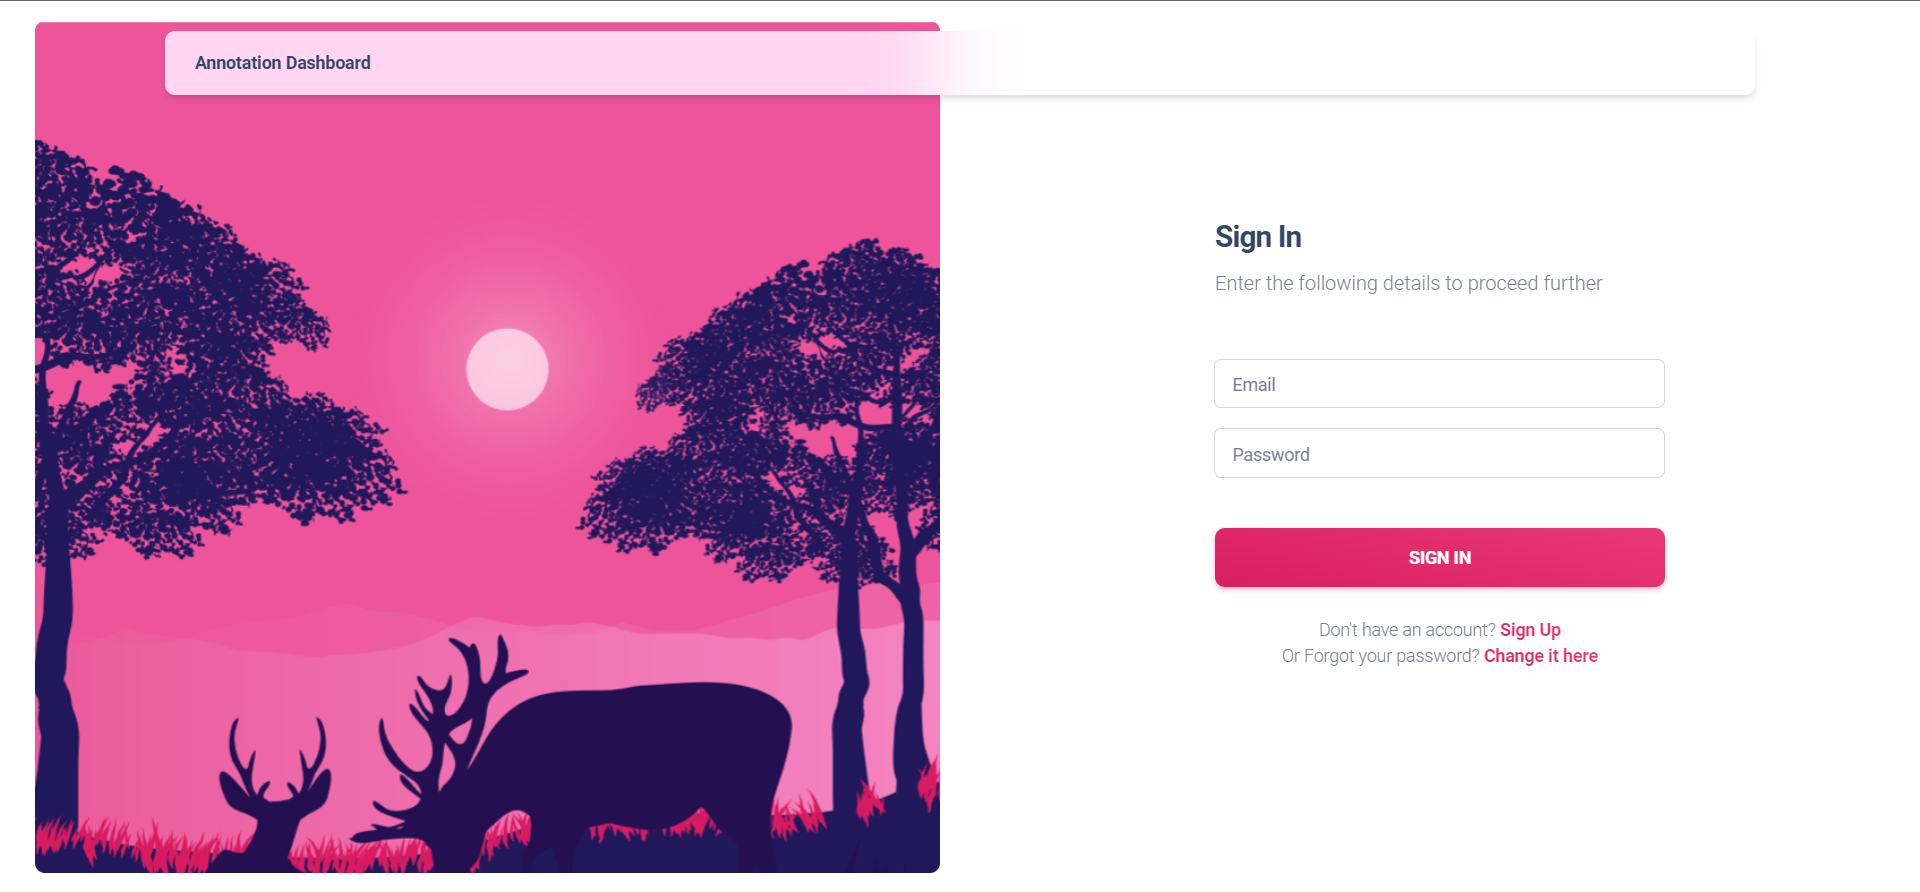 Annotation Dashboard
Sign In
Enter the following details to proceed further
Email
Password
SIGN IN
Don't have an account? Sign Up
Or Forgot your password? Change it here